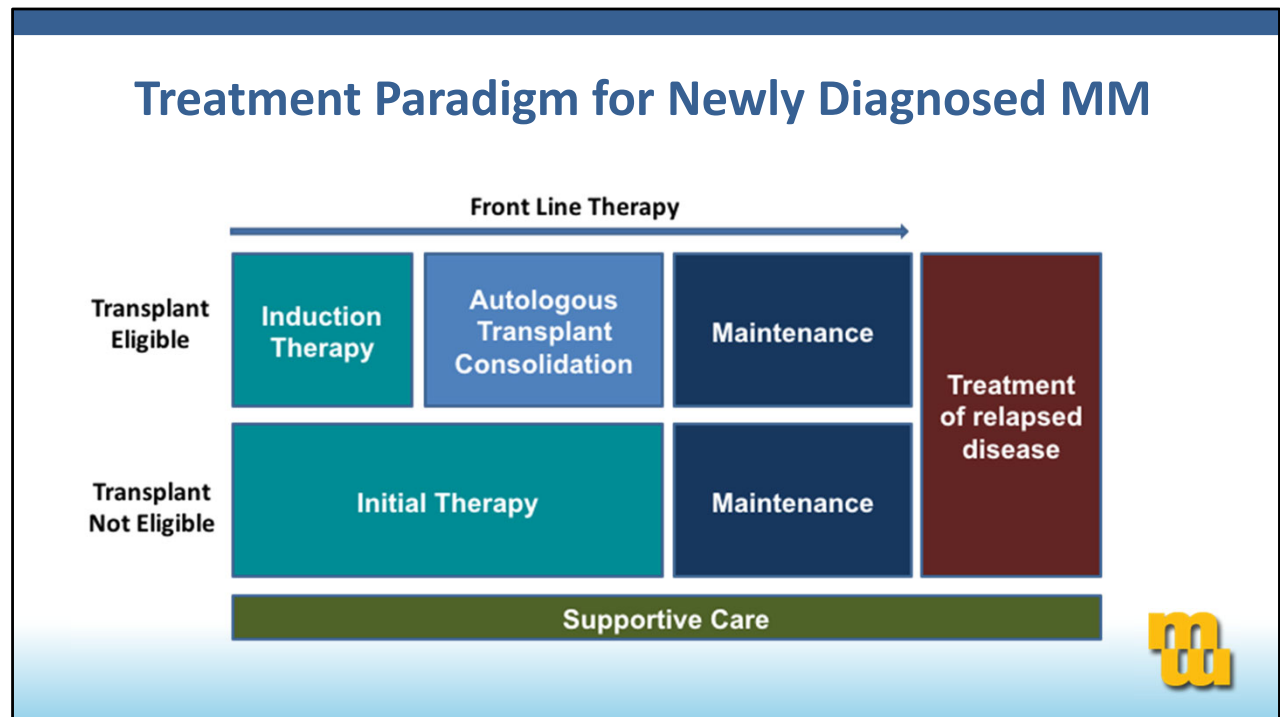 Treatment Paradigm for Newly Diagnosed MM
Front Line Therapy
Transplant
Eligible
Induction
Therapy
Autologous
Transplant
Consolidation
Maintenance
Treatment
of relapsed
disease
Transplant
Not Eligible
Initial Therapy
Maintenance
Supportive Care